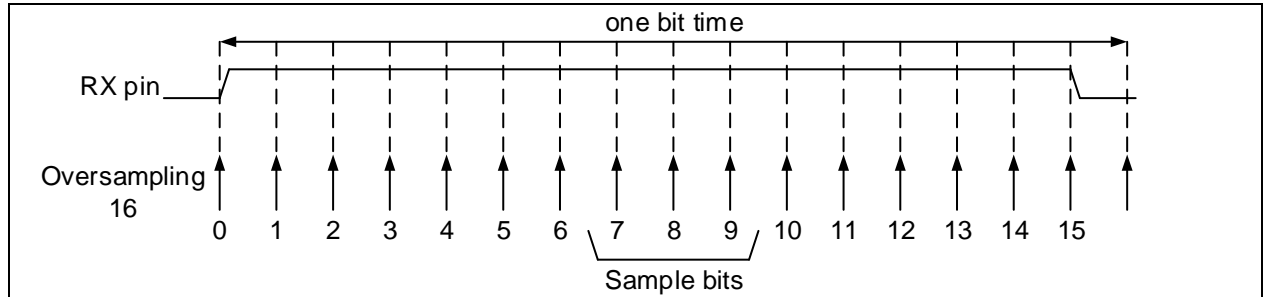 one bit time
RX pin
Oversampling
16
0 1 2 3 4 5 6 7 8 9 10 11 12 13 14 15
Sample bits